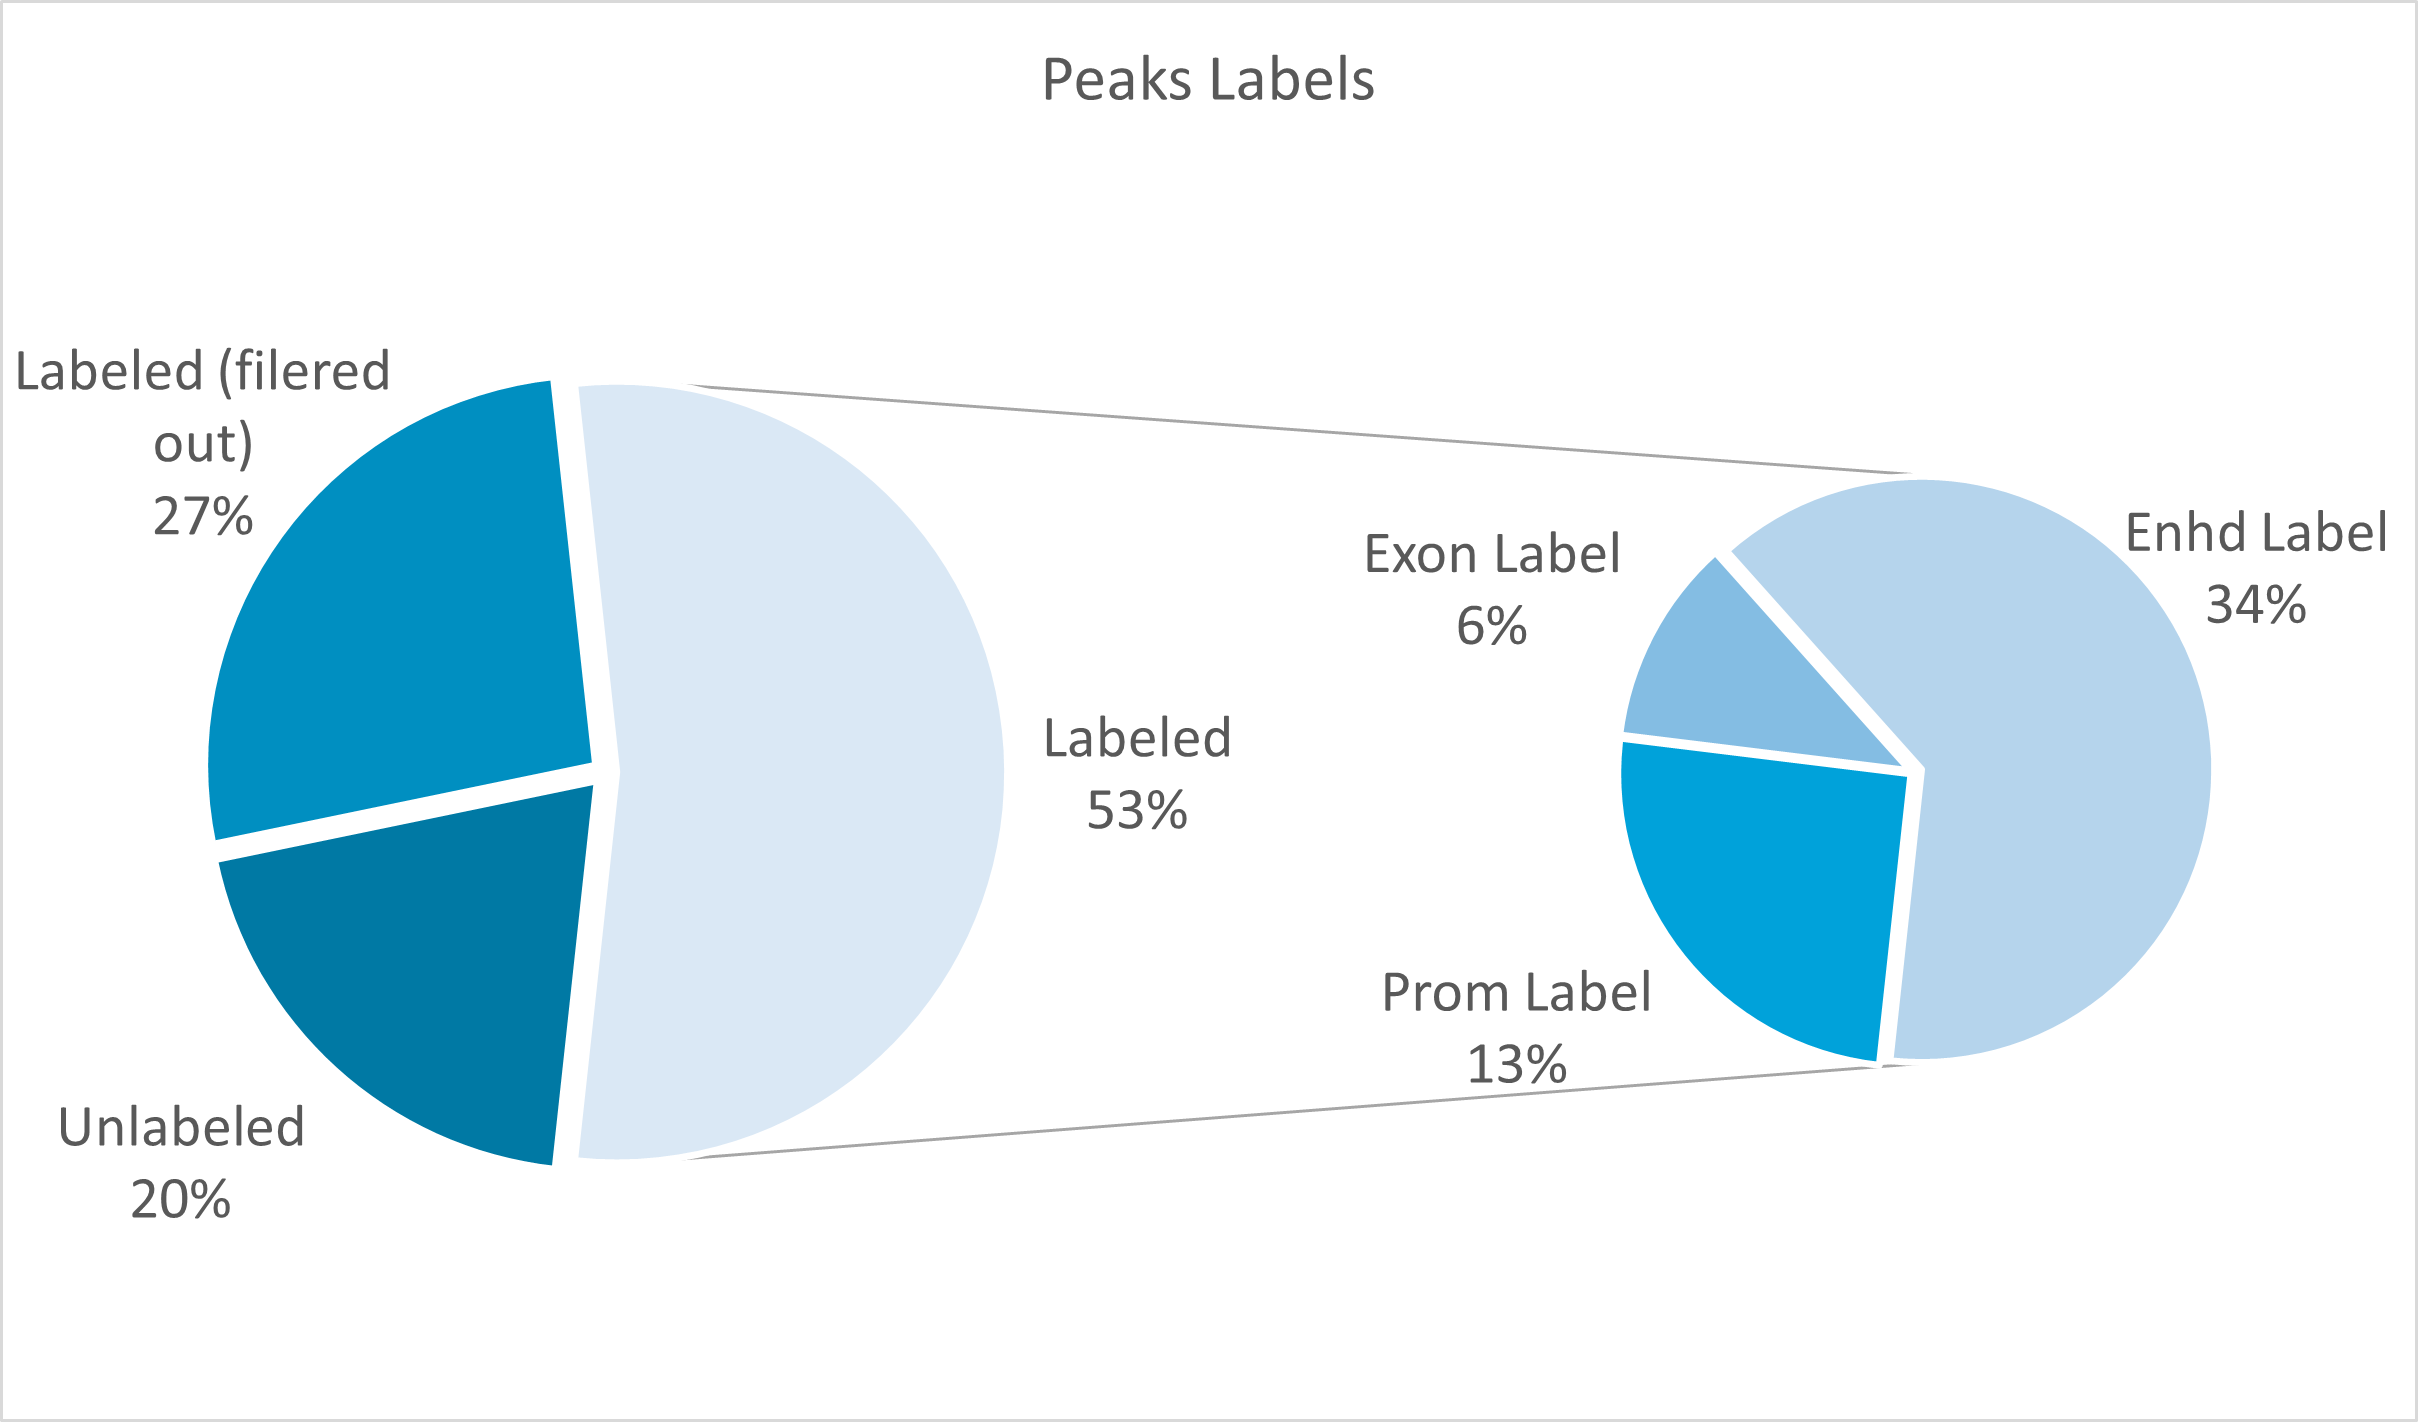 Peaks Labels
Labeled (filered
out)
27%
Unlabeled
20%
Labeled
53%
Exon Label
6%
Prom Label
13%
Enhd Label
34%